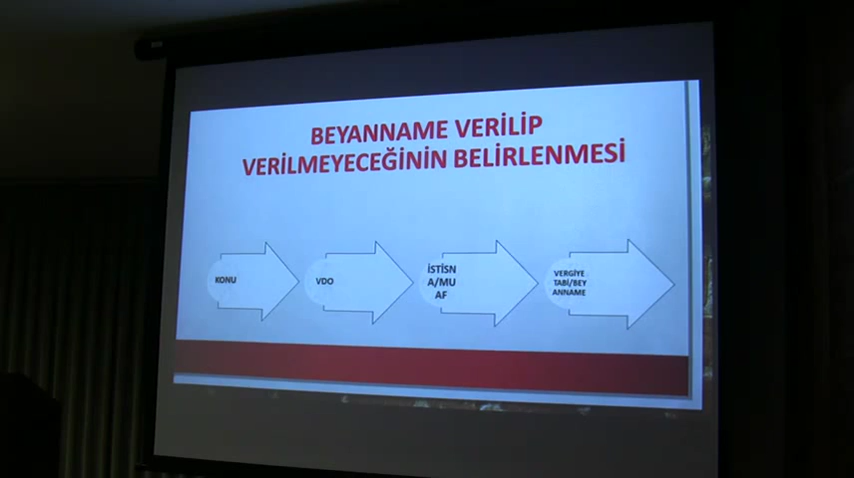 BEYANNAME VERİLİP
VERİLMEYECEĞİNİN BELİRLENMESİ
KONU
VDO
İSTİSN
A/MU
AF
VERGİYE
TABİ/BEY
ANNAME